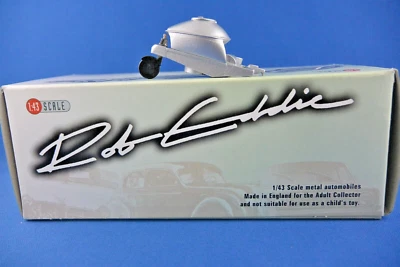 1:43 SCALE
Rob Eddie
1/43 Scale metal automobiles
Made in England for the Adult Collector
and not suitable for use as a child's toy.